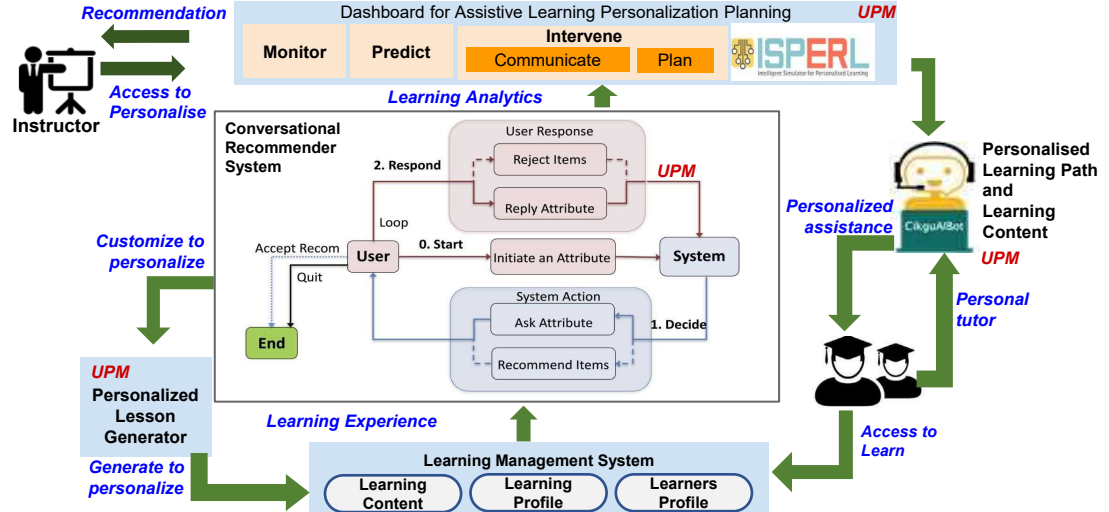 Recommendation
Dashboard for Assistive Learning Personalization Planning
UPM
Monitor
Predict
Intervene
Communicate
Plan
ISPERL
Intelligent Simulator for Personalised Learning
Access to
Personalise
Instructor
Learning Analytics
Conversational
Recommender
System
User Response
Reject Items
Reply Attribute
2. Respond
UPM
Loop
Accept Recom
Quit
User
0. Start
Initiate an Attribute
System
System Action
Ask Attribute
Recommend Items
1. Decide
End
Personalised
Learning Path
and
Learning
Content
UPM
CikguAIBot
Personalized
assistance
Personal
tutor
Customize to
personalize
UPM
Personalized
Lesson
Generator
Generate to
personalize
Learning Experience
Access to
Learn
Learning Management System
Learning
Content
Learning
Profile
Learners
Profile